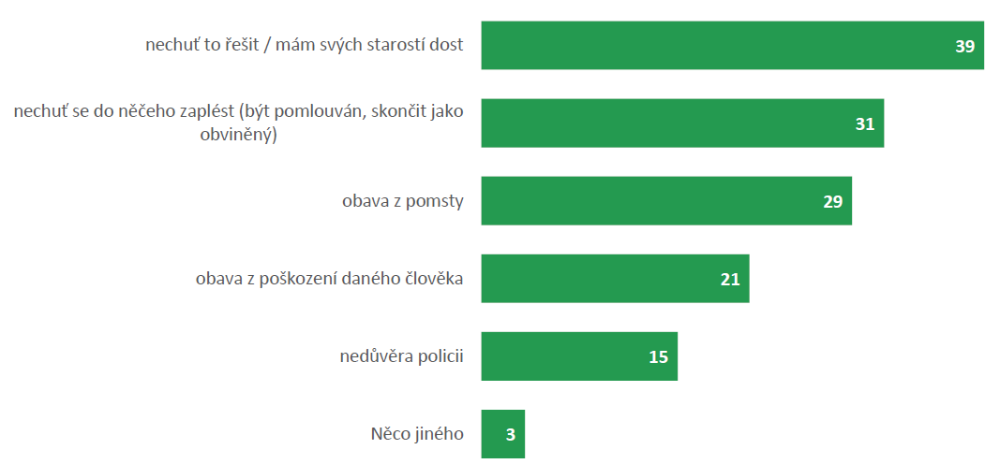 nechuť to řešit / mám svých starostí dost
39
nechuť se do něčeho zaplést (být pomlouván, skončit jako
obviněný)
31
obava z pomsty
29
obava z poškození daného člověka
21
nedůvěra policii
15
Něco jiného
3